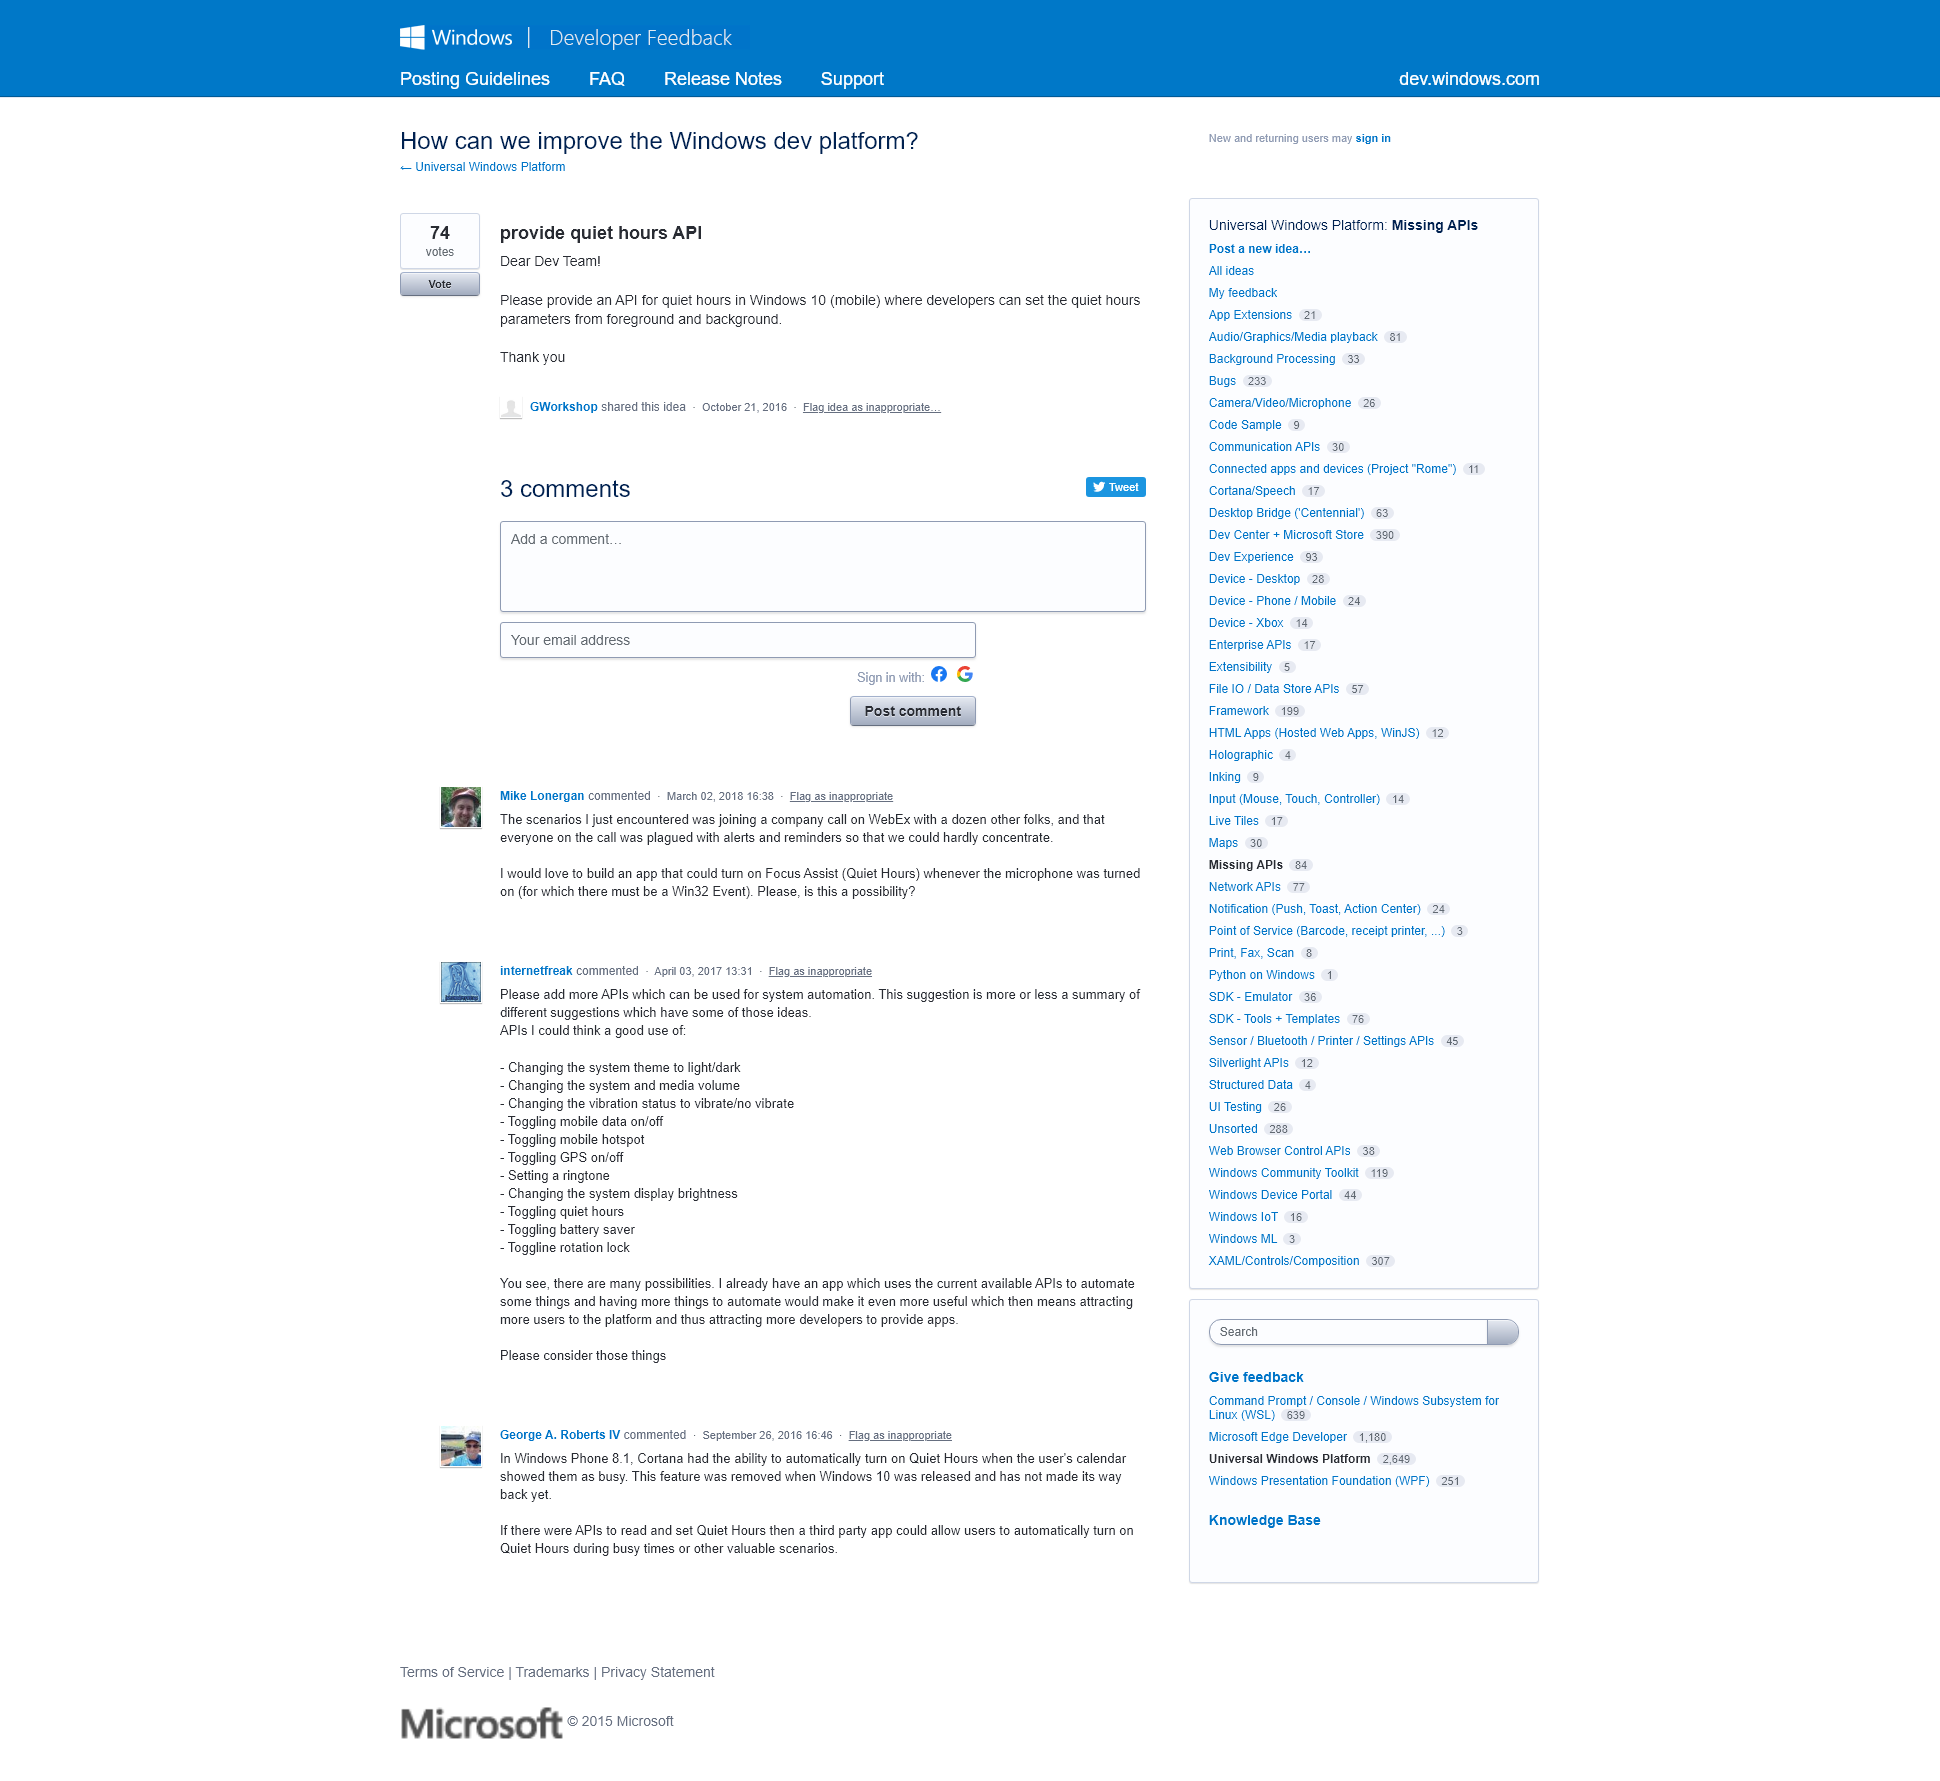 Windows | Developer Feedback
Posting Guidelines FAQ Release Notes Support dev.windows.com
How can we improve the Windows dev platform?
← Universal Windows Platform
New and returning users may sign in
74
votes
Vote
provide quiet hours API
Dear Dev Team!
Please provide an API for quiet hours in Windows 10 (mobile) where developers can set the quiet hours
parameters from foreground and background.
Thank you
GWorkshop shared this idea · October 21, 2016 · Flag idea as inappropriate…
3 comments
Tweet
Add a comment…
Your email address
Sign in with:
Post comment
Mike Lonergan commented · March 02, 2018 16:38 · Flag as inappropriate
The scenarios I just encountered was joining a company call on WebEx with a dozen other folks, and that
everyone on the call was plagued with alerts and reminders so that we could hardly concentrate.
I would love to build an app that could turn on Focus Assist (Quiet Hours) whenever the microphone was turned
on (for which there must be a Win32 Event). Please, is this a possibility?
internetfreak commented · April 03, 2017 13:31 · Flag as inappropriate
Please add more APIs which can be used for system automation. This suggestion is more or less a summary of
different suggestions which have some of those ideas.
APIs I could think a good use of:
- Changing the system theme to light/dark
- Changing the system and media volume
- Changing the vibration status to vibrate/no vibrate
- Toggling mobile data on/off
- Toggling mobile hotspot
- Toggling GPS on/off
- Setting a ringtone
- Changing the system display brightness
- Toggling quiet hours
- Toggling battery saver
- Toggline rotation lock
You see, there are many possibilities. I already have an app which uses the current available APIs to automate
some things and having more things to automate would make it even more useful which then means attracting
more users to the platform and thus attracting more developers to provide apps.
Please consider those things
George A. Roberts IV commented · September 26, 2016 16:46 · Flag as inappropriate
In Windows Phone 8.1, Cortana had the ability to automatically turn on Quiet Hours when the user's calendar
showed them as busy. This feature was removed when Windows 10 was released and has not made its way
back yet.
If there were APIs to read and set Quiet Hours then a third party app could allow users to automatically turn on
Quiet Hours during busy times or other valuable scenarios.
Universal Windows Platform: Missing APIs
Post a new idea…
All ideas
My feedback
App Extensions 21
Audio/Graphics/Media playback 81
Background Processing 33
Bugs 233
Camera/Video/Microphone 26
Code Sample 9
Communication APIs 30
Connected apps and devices (Project "Rome") 11
Cortana/Speech 17
Desktop Bridge ('Centennial') 63
Dev Center + Microsoft Store 390
Dev Experience 93
Device - Desktop 28
Device - Phone / Mobile 24
Device - Xbox 14
Enterprise APIs 17
Extensibility 5
File IO / Data Store APIs 57
Framework 199
HTML Apps (Hosted Web Apps, WinJS) 12
Holographic 4
Inking 9
Input (Mouse, Touch, Controller) 14
Live Tiles 17
Maps 30
Missing APIs 84
Network APIs 77
Notification (Push, Toast, Action Center) 24
Point of Service (Barcode, receipt printer, ...) 3
Print, Fax, Scan 8
Python on Windows 1
SDK - Emulator 36
SDK - Tools + Templates 76
Sensor / Bluetooth / Printer / Settings APIs 45
Silverlight APIs 12
Structured Data 4
UI Testing 26
Unsorted 288
Web Browser Control APIs 38
Windows Community Toolkit 119
Windows Device Portal 44
Windows IoT 16
Windows ML 3
XAML/Controls/Composition 307
Search
Give feedback
Command Prompt / Console / Windows Subsystem for
Linux (WSL) 639
Microsoft Edge Developer 1,180
Universal Windows Platform 2,649
Windows Presentation Foundation (WPF) 251
Knowledge Base
Terms of Service | Trademarks | Privacy Statement
Microsoft © 2015 Microsoft